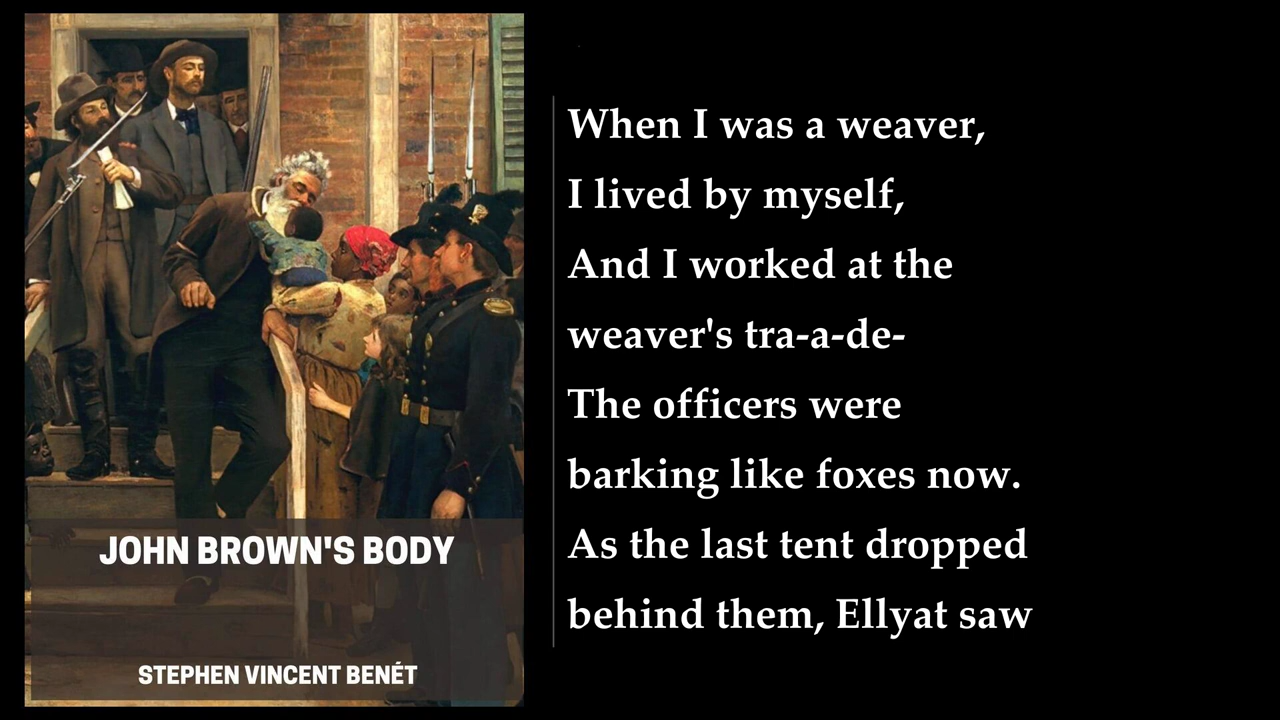 JOHN BROWN'S BODY
STEPHEN VINCENT BENÉT
When I was a weaver,
I lived by myself,
And I worked at the
weaver's tra-a-de-
The officers were
barking like foxes now.
As the last tent dropped
behind them, Ellyat saw